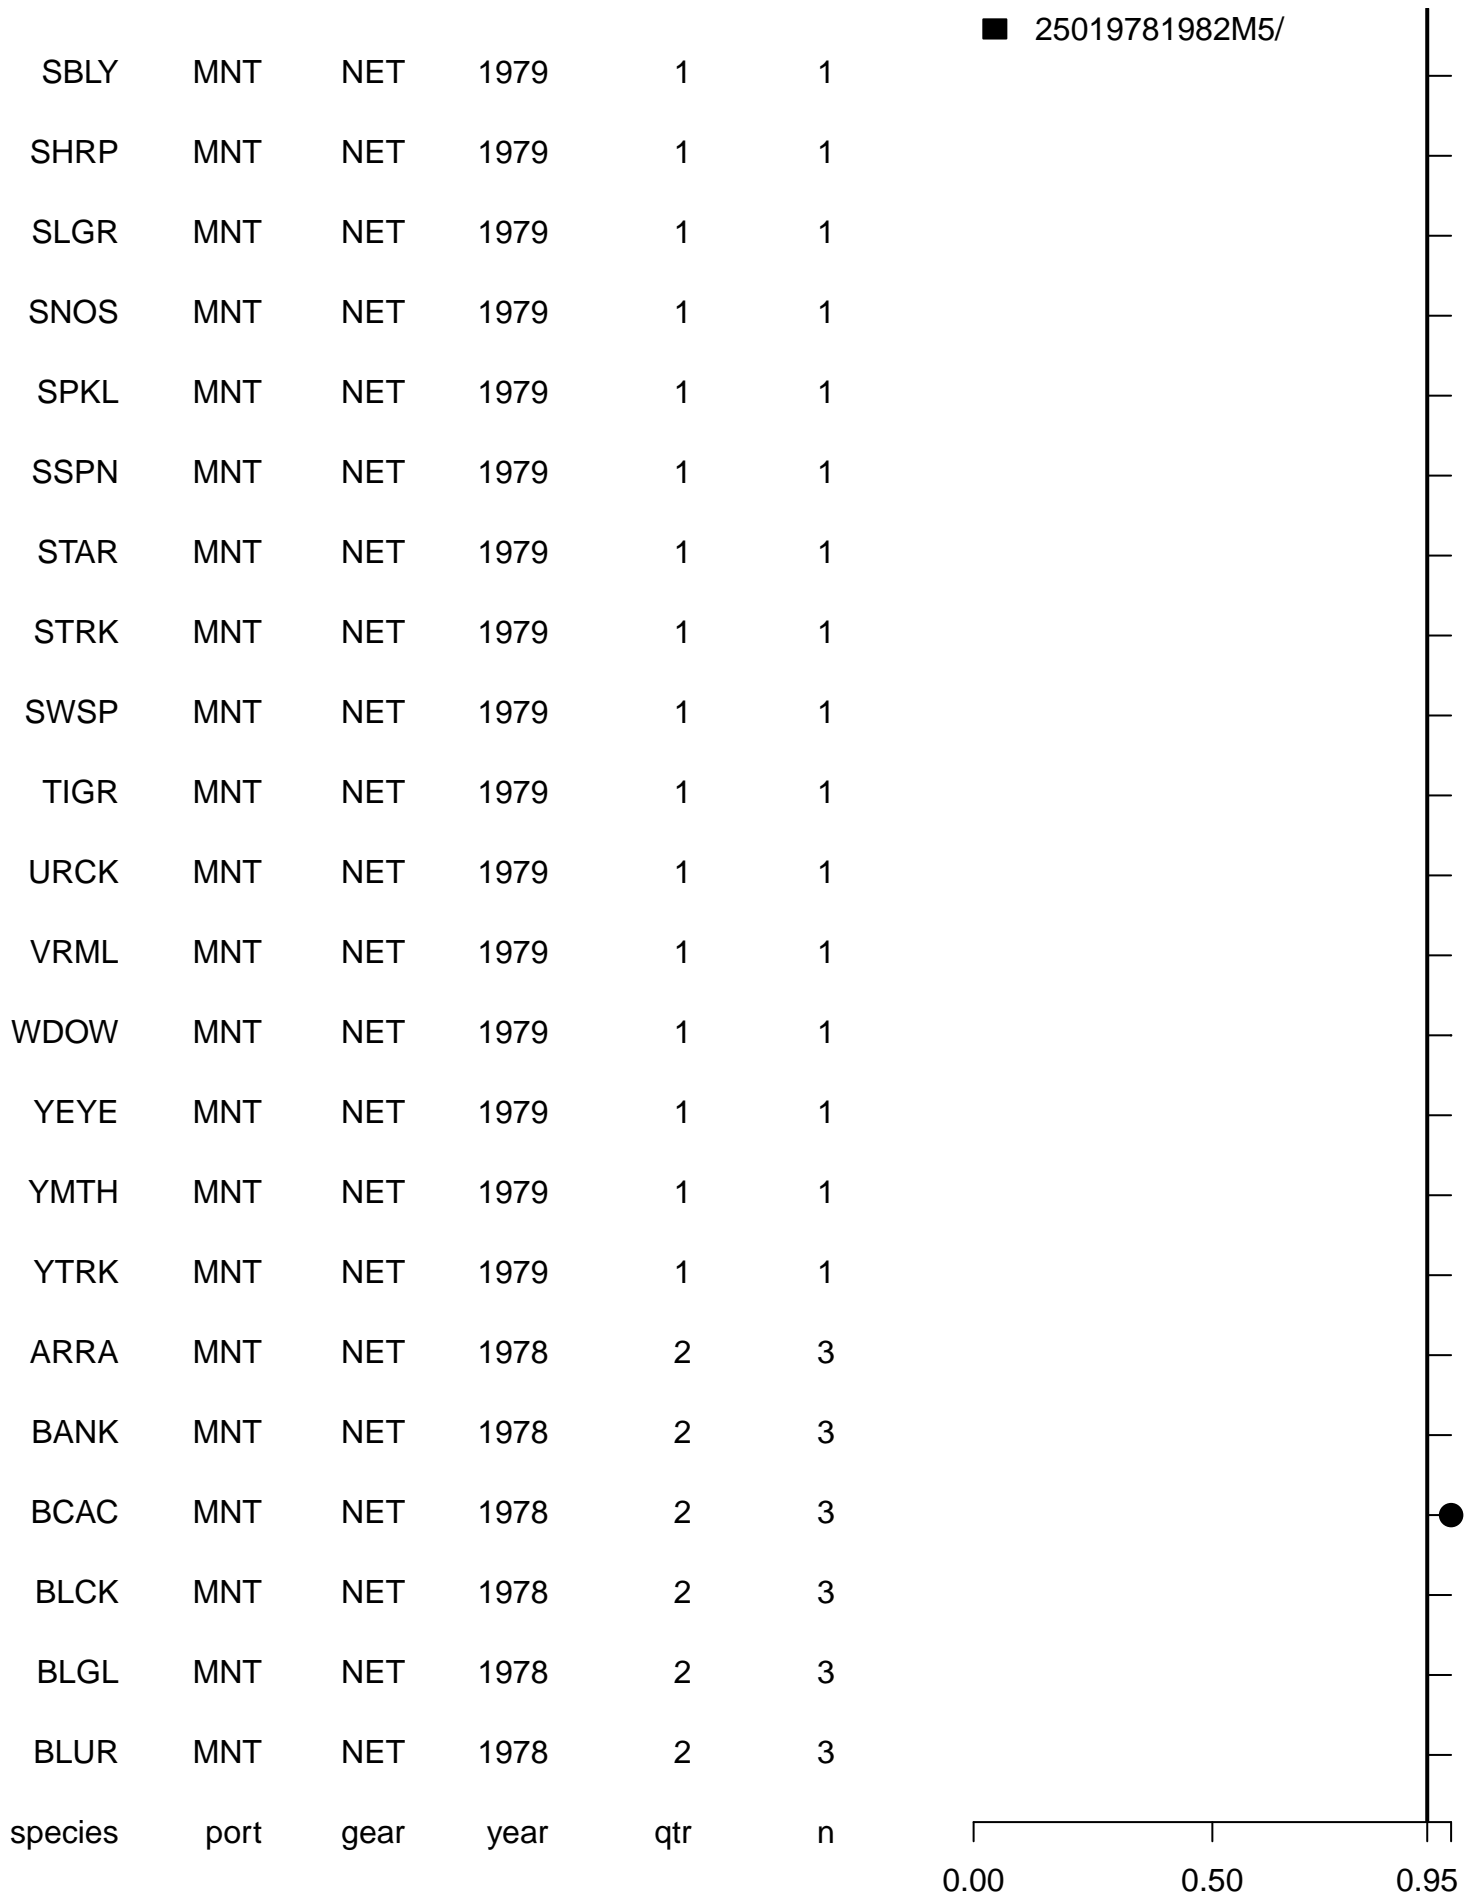 25019781982M5/
SBLY MNT NET 1979 1 1
SHRP MNT NET 1979 1 1
SLGR MNT NET 1979 1 1
SNOS MNT NET 1979 1 1
SPKL MNT NET 1979 1 1
SSPN MNT NET 1979 1 1
STAR MNT NET 1979 1 1
STRK MNT NET 1979 1 1
SWSP MNT NET 1979 1 1
TIGR MNT NET 1979 1 1
URCK MNT NET 1979 1 1
VRML MNT NET 1979 1 1
WDOW MNT NET 1979 1 1
YEYE MNT NET 1979 1 1
YMTH MNT NET 1979 1 1
YTRK MNT NET 1979 1 1
ARRA MNT NET 1978 2 3
BANK MNT NET 1978 2 3
BCAC MNT NET 1978 2 3
BLCK MNT NET 1978 2 3
BLGL MNT NET 1978 2 3
BLUR MNT NET 1978 2 3
species port gear year qtr n
0.00 0.50 0.95